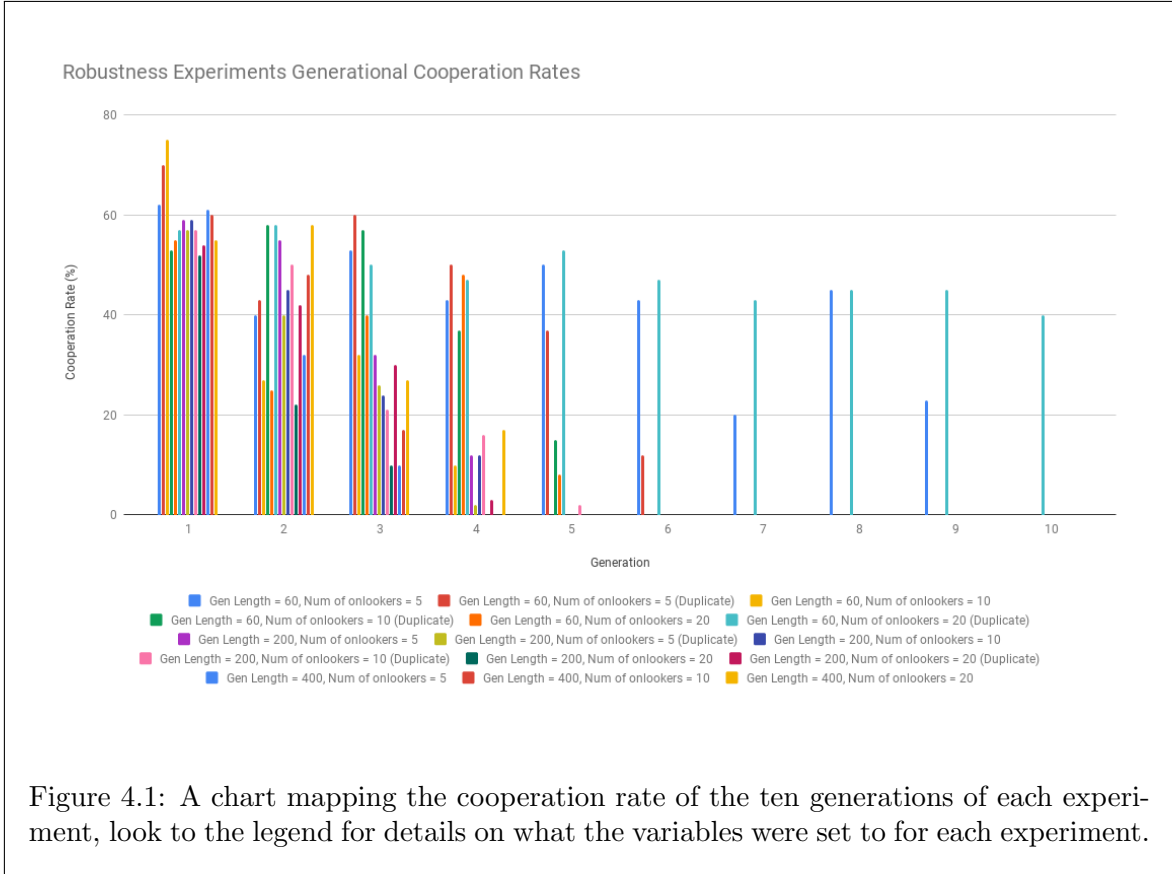 Robustness Experiments Generational Cooperation Rates
80
60
40
20
0
Cooperation Rate (%)
1 2 3 4 5 6 7 8 9 10
Generation
Gen Length = 60, Num of onlookers = 5 Gen Length = 60, Num of onlookers = 5 (Duplicate) Gen Length = 60, Num of onlookers = 10
Gen Length = 60, Num of onlookers = 10 (Duplicate) Gen Length = 60, Num of onlookers = 20 Gen Length = 60, Num of onlookers = 20 (Duplicate)
Gen Length = 200, Num of onlookers = 5 Gen Length = 200, Num of onlookers = 5 (Duplicate) Gen Length = 200, Num of onlookers = 10
Gen Length = 200, Num of onlookers = 10 (Duplicate) Gen Length = 200, Num of onlookers = 20 Gen Length = 200, Num of onlookers = 20 (Duplicate)
Gen Length = 400, Num of onlookers = 5 Gen Length = 400, Num of onlookers = 10 Gen Length = 400, Num of onlookers = 20
Figure 4.1: A chart mapping the cooperation rate of the ten generations of each experi-
ment, look to the legend for details on what the variables were set to for each experiment.